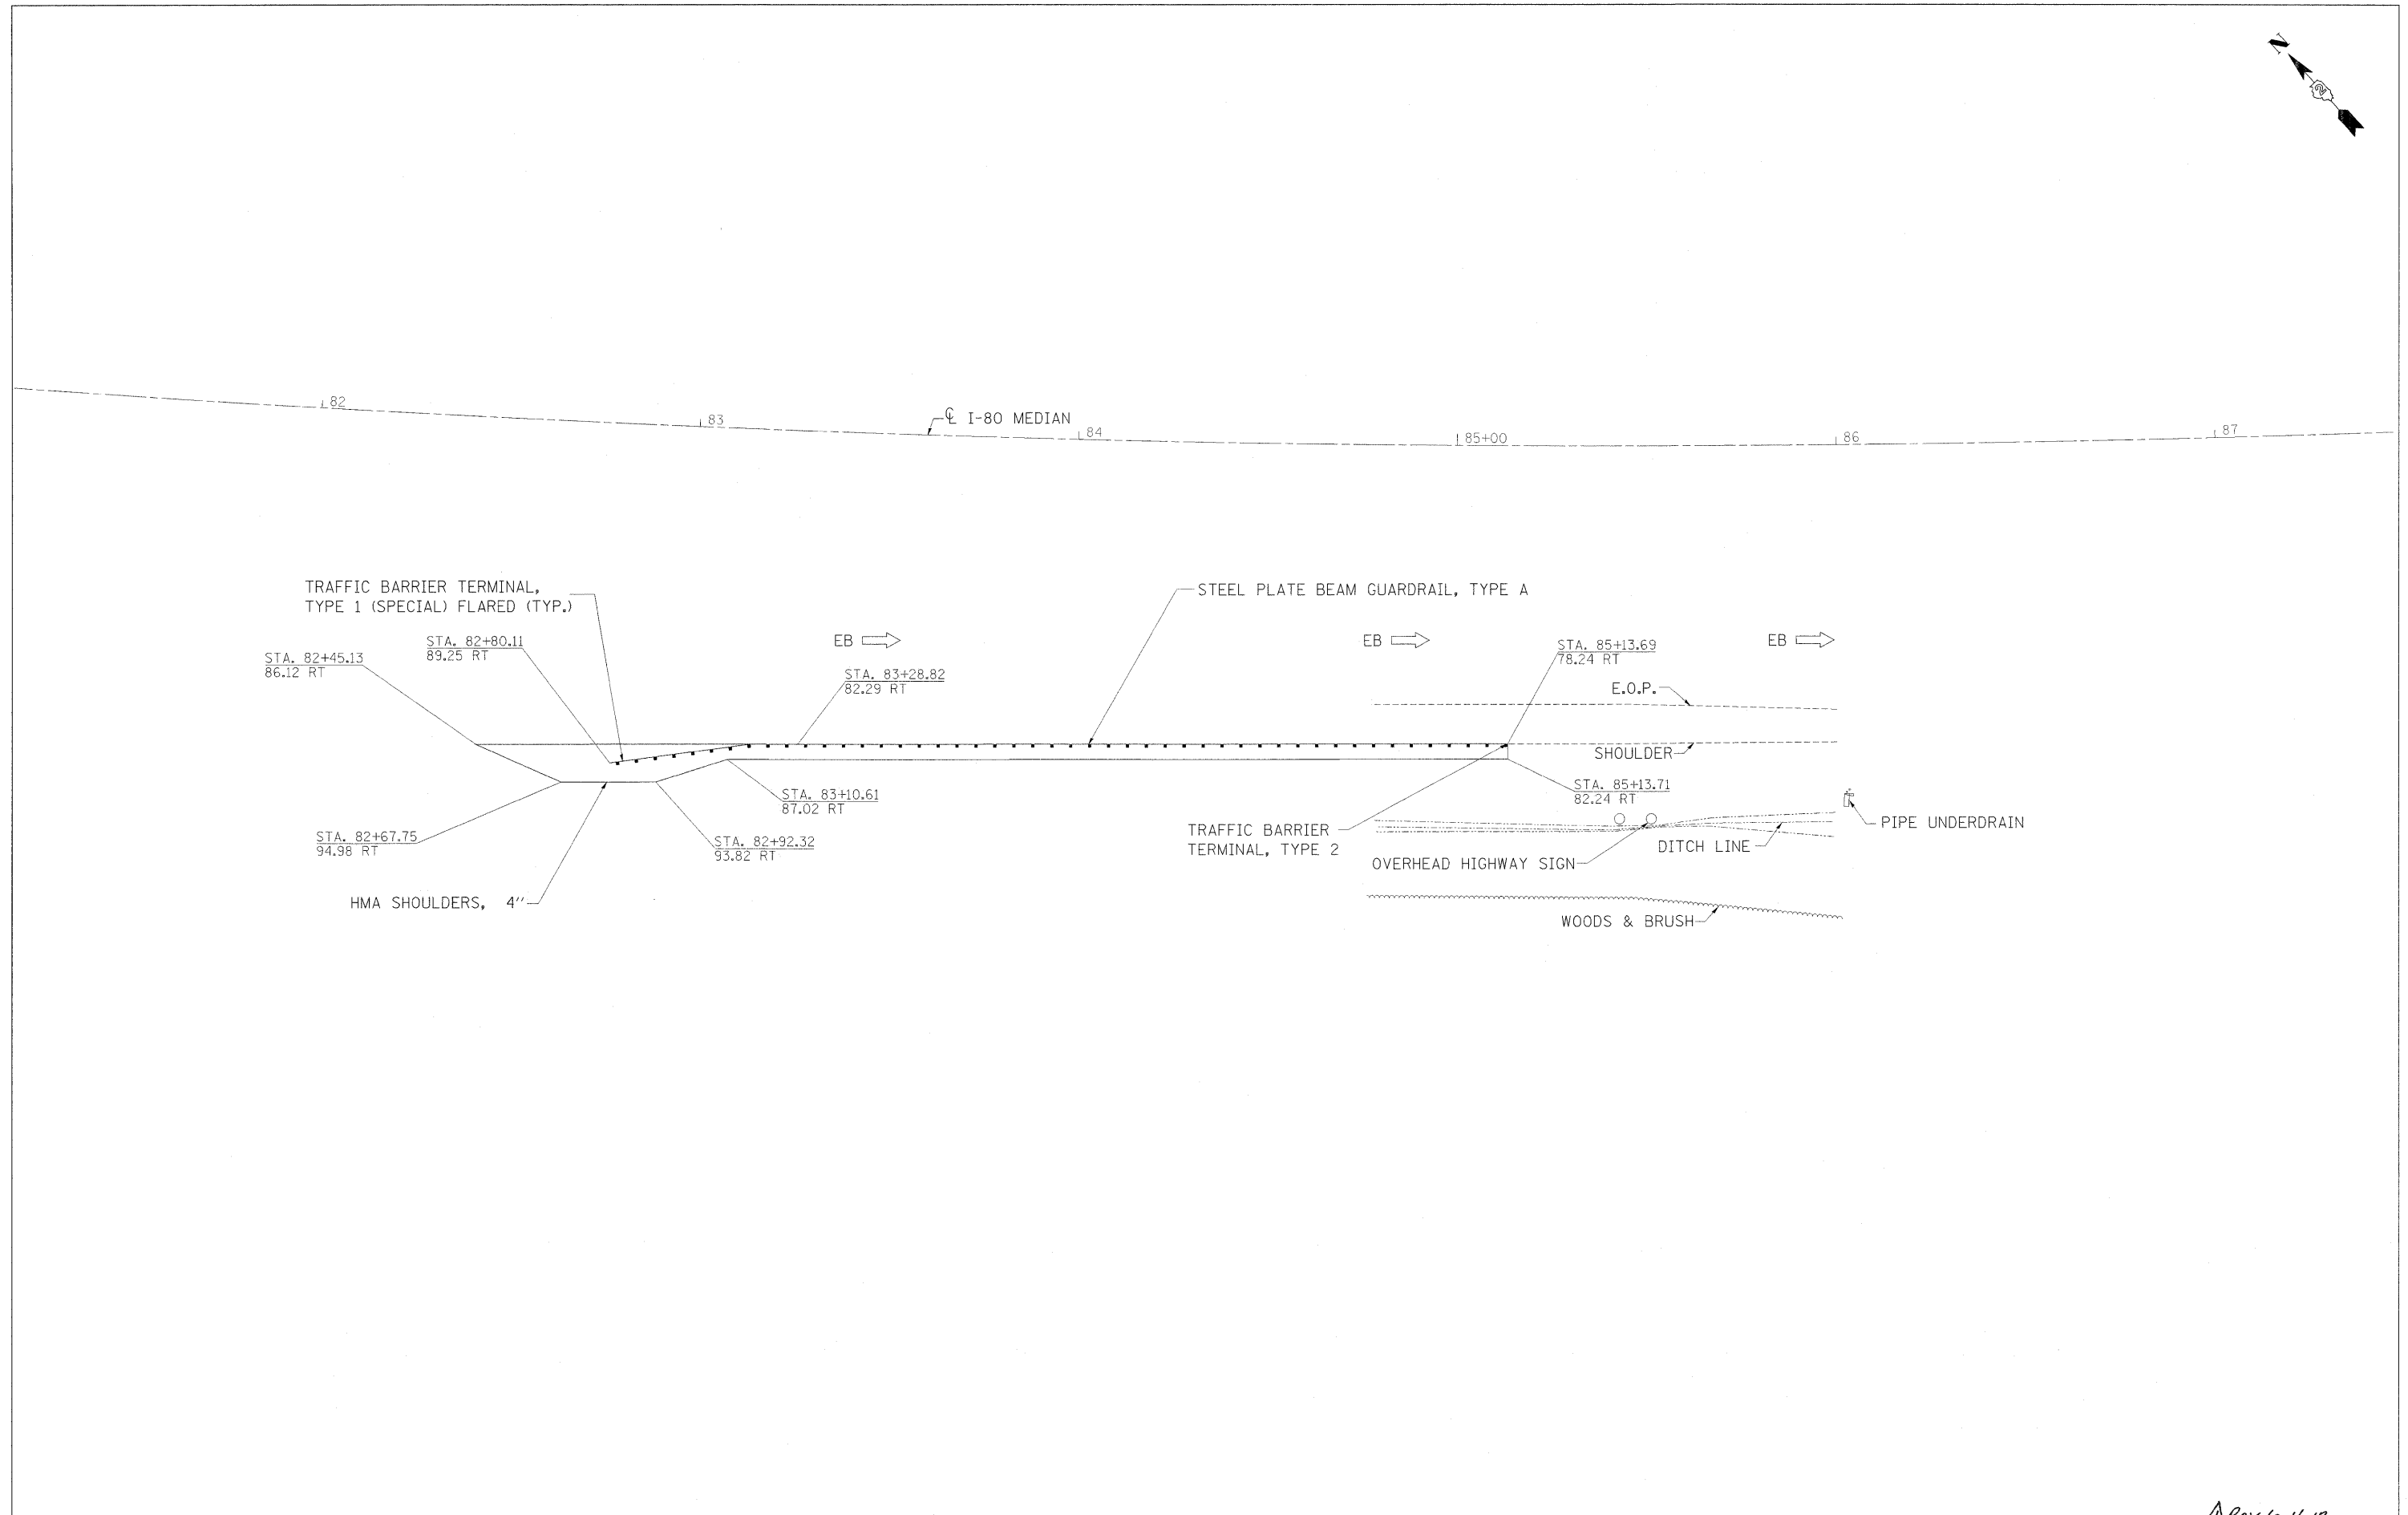 N
82
83
℄ I-80 MEDIAN
84
85+00
86
87
TRAFFIC BARRIER TERMINAL,
TYPE 1 (SPECIAL) FLARED (TYP.)
STEEL PLATE BEAM GUARDRAIL, TYPE A
STA. 82+80.11
89.25 RT
EB
EB
EB
STA. 82+45.13
86.12 RT
STA. 85+13.69
78.24 RT
STA. 83+28.82
82.29 RT
E.O.P.
SHOULDER
STA. 83+10.61
87.02 RT
STA. 85+13.71
82.24 RT
STA. 82+67.75
94.98 RT
STA. 82+92.32
93.82 RT
TRAFFIC BARRIER
TERMINAL, TYPE 2
PIPE UNDERDRAIN
DITCH LINE
OVERHEAD HIGHWAY SIGN
HMA SHOULDERS, 4"
WOODS & BRUSH